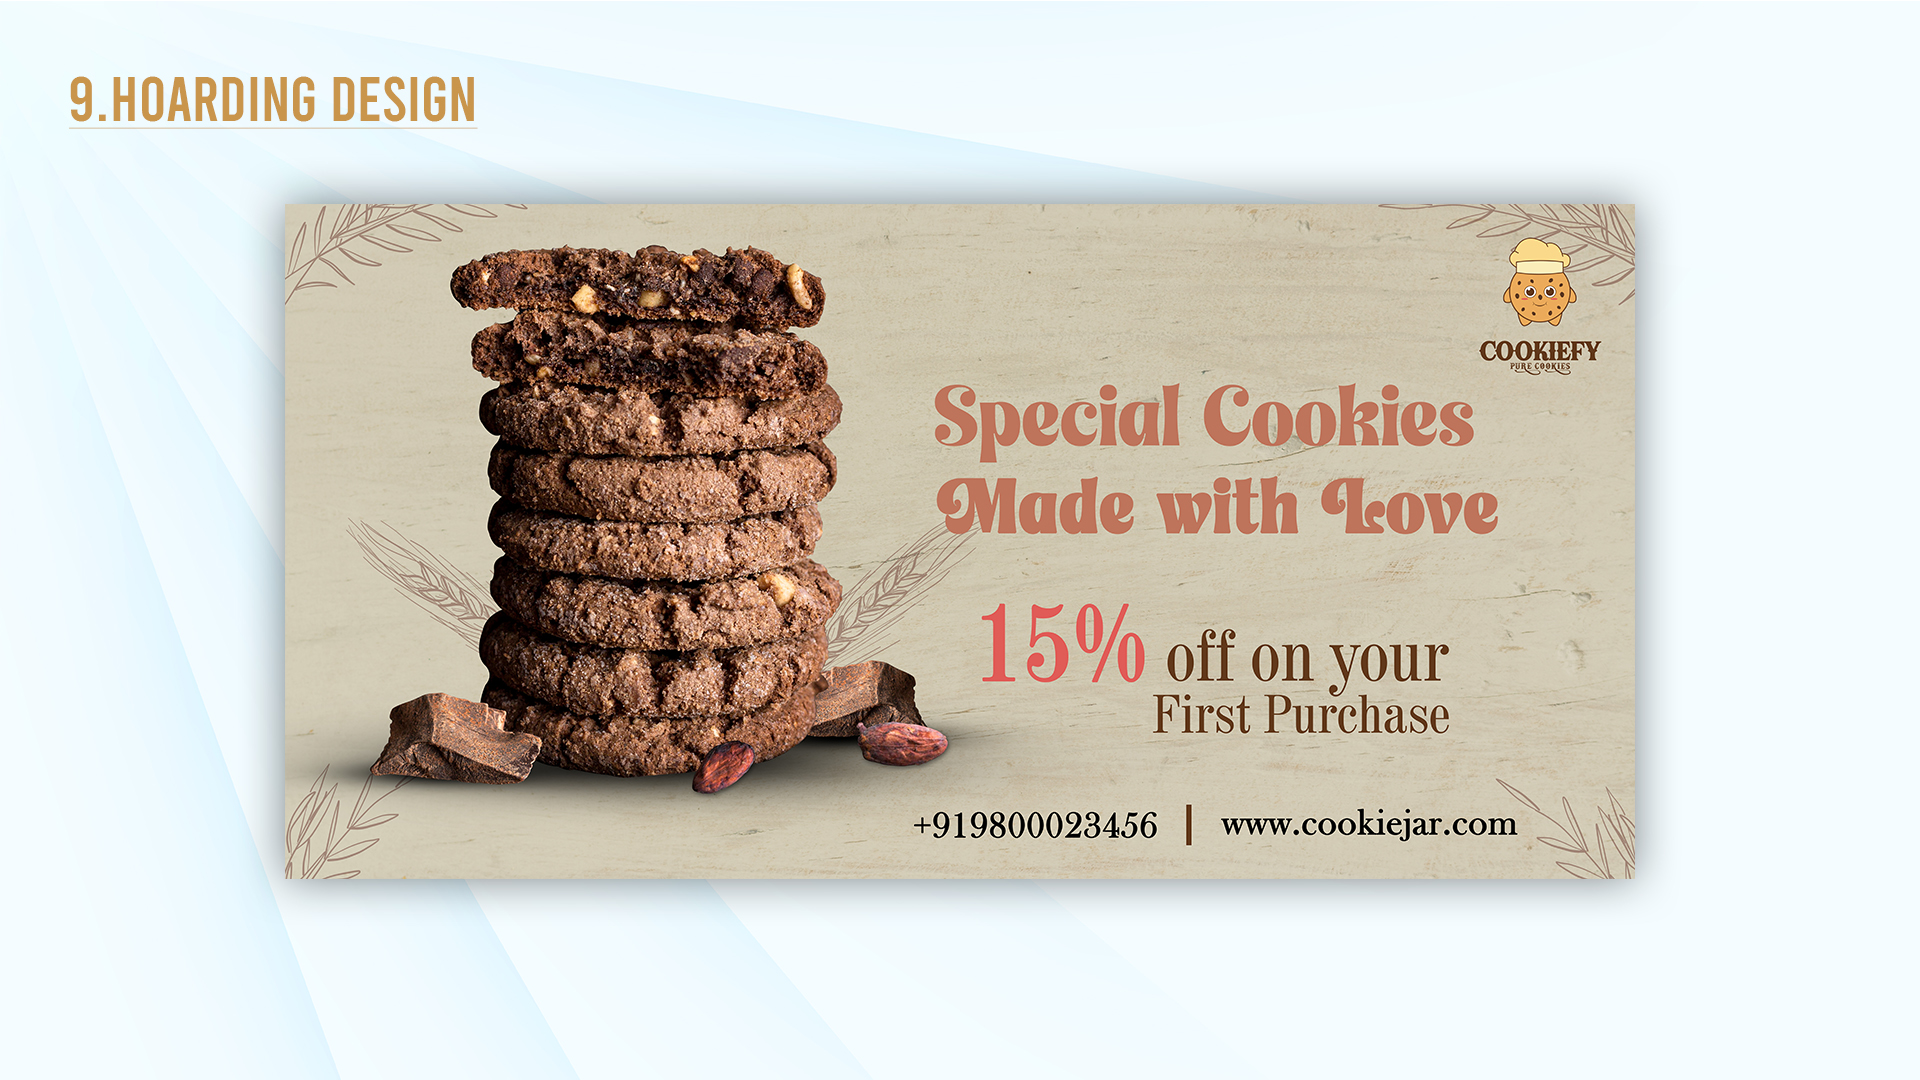 9.HOARDING DESIGN
COOKIEFY
PURE COOKIES
Special Cookies
Made with Love
15% off on your
First Purchase
+919800023456 | www.cookiejar.com